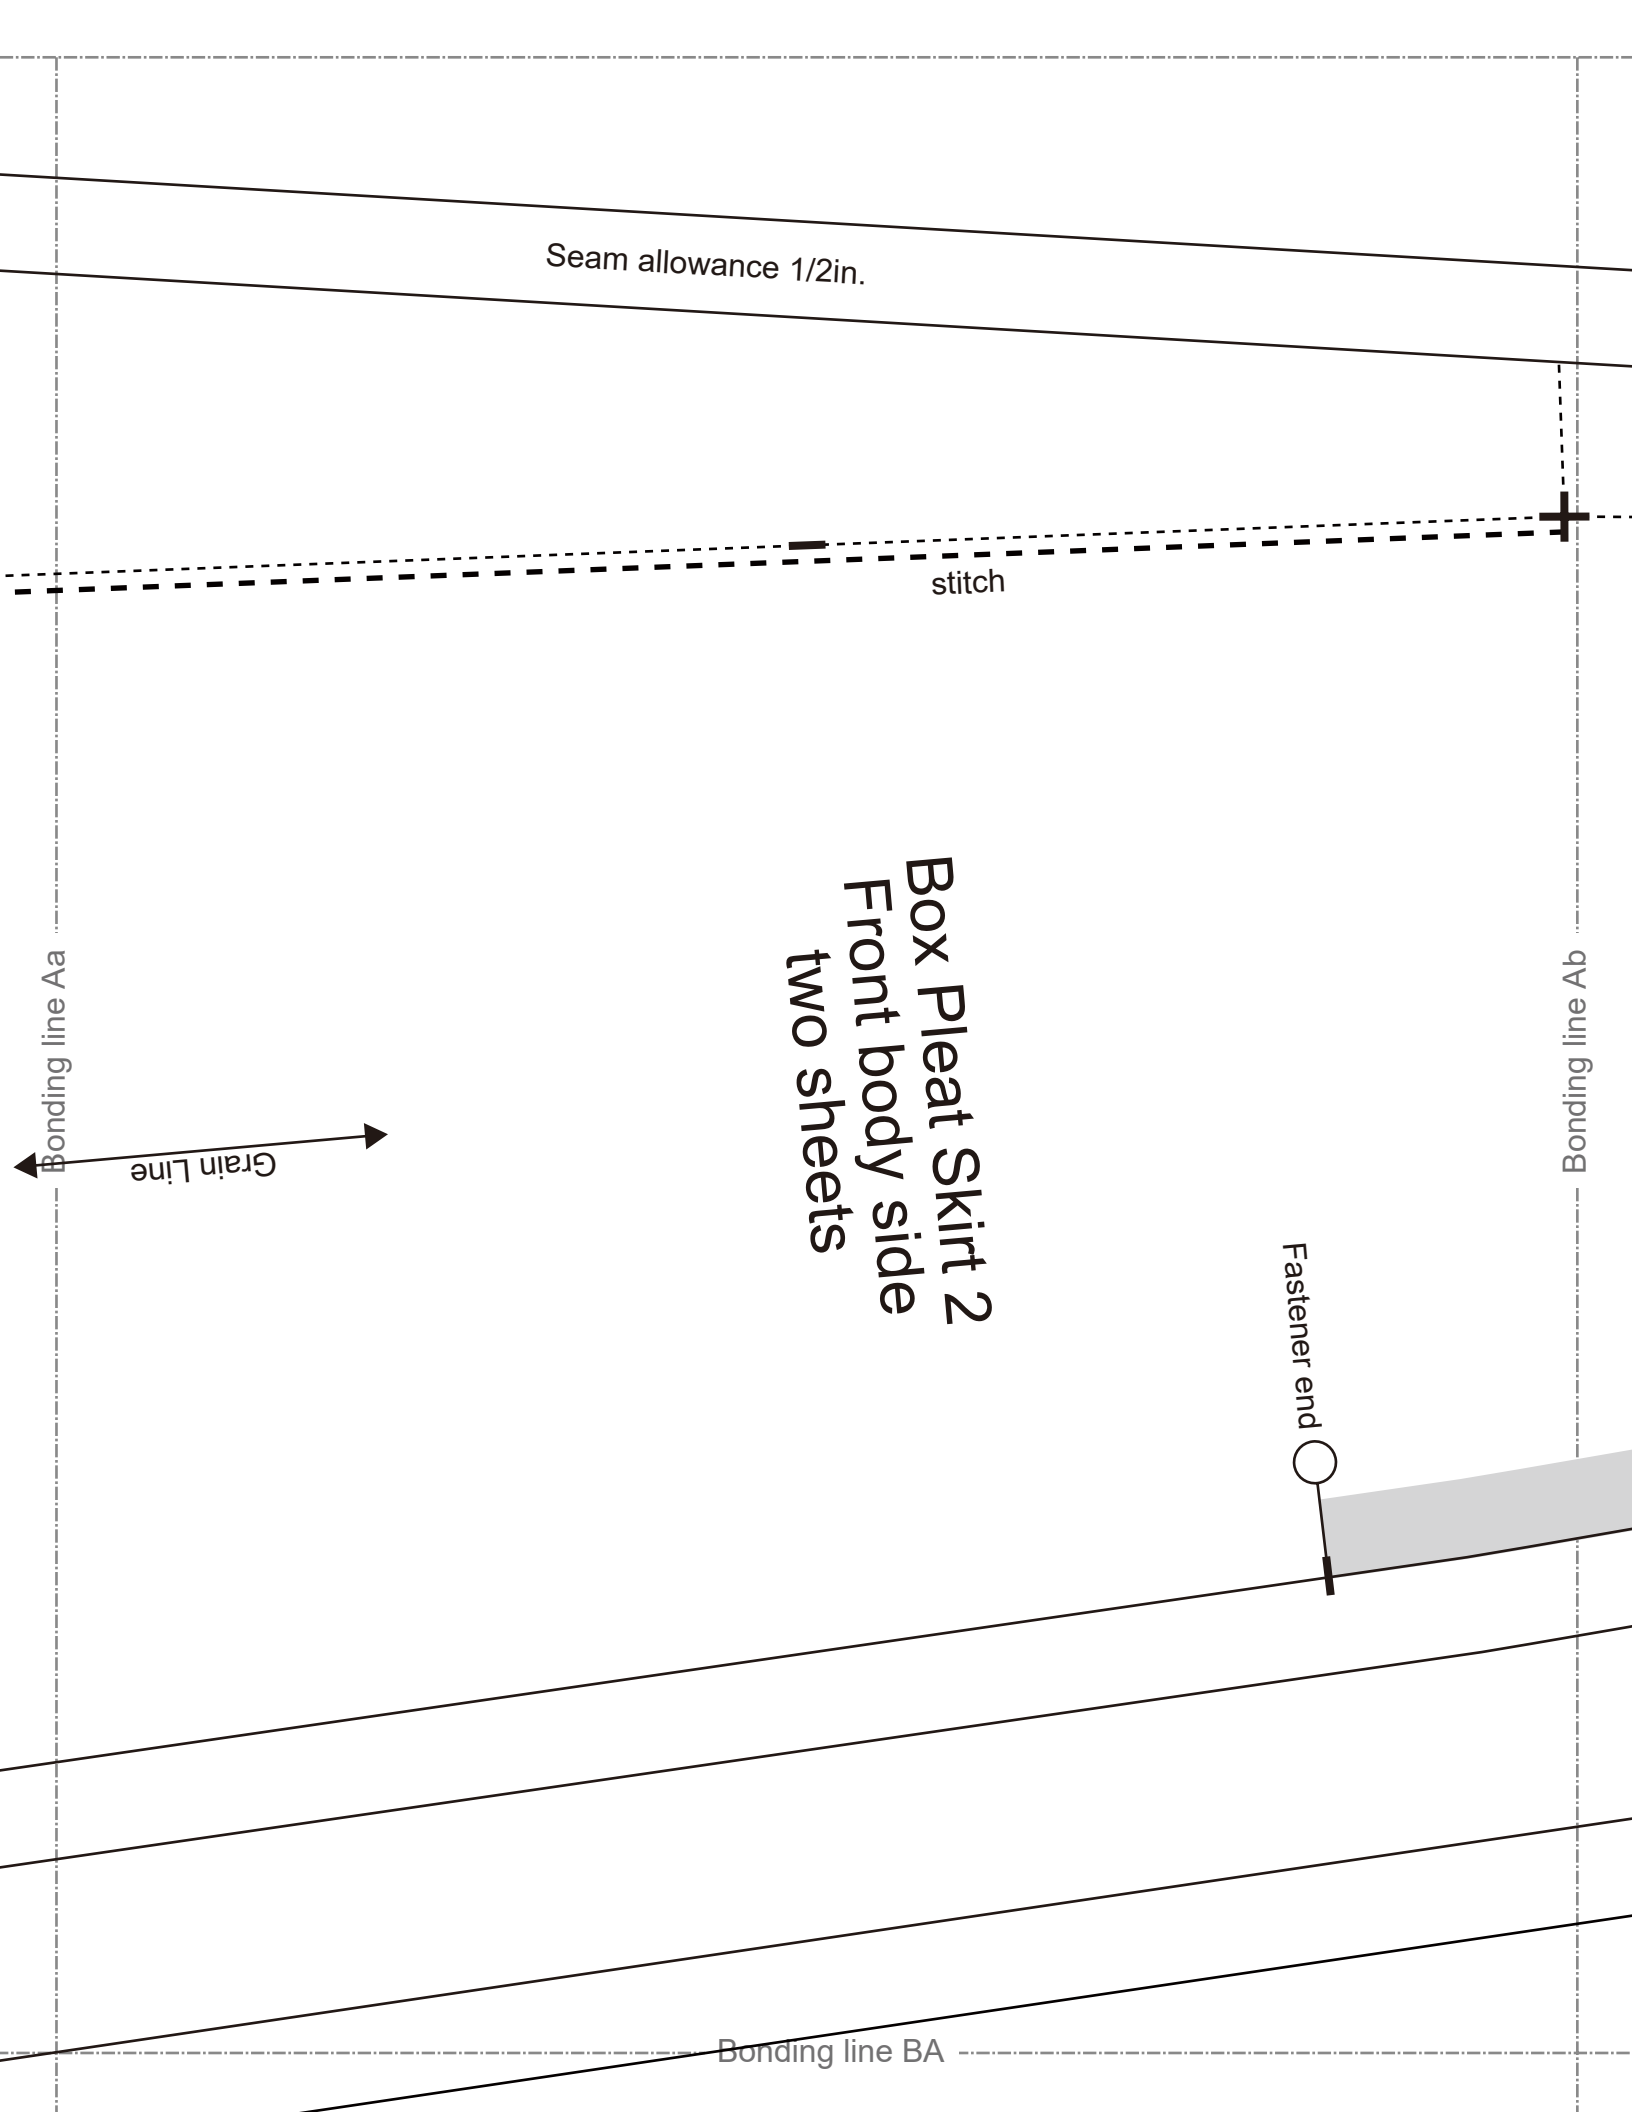 Seam allowance 1/2in.
stitch
Box Pleat Skirt 2
Front body side
two sheets
Bonding line Aa
Bonding line Ab
Grain Line
Fastener end
Bonding line BA